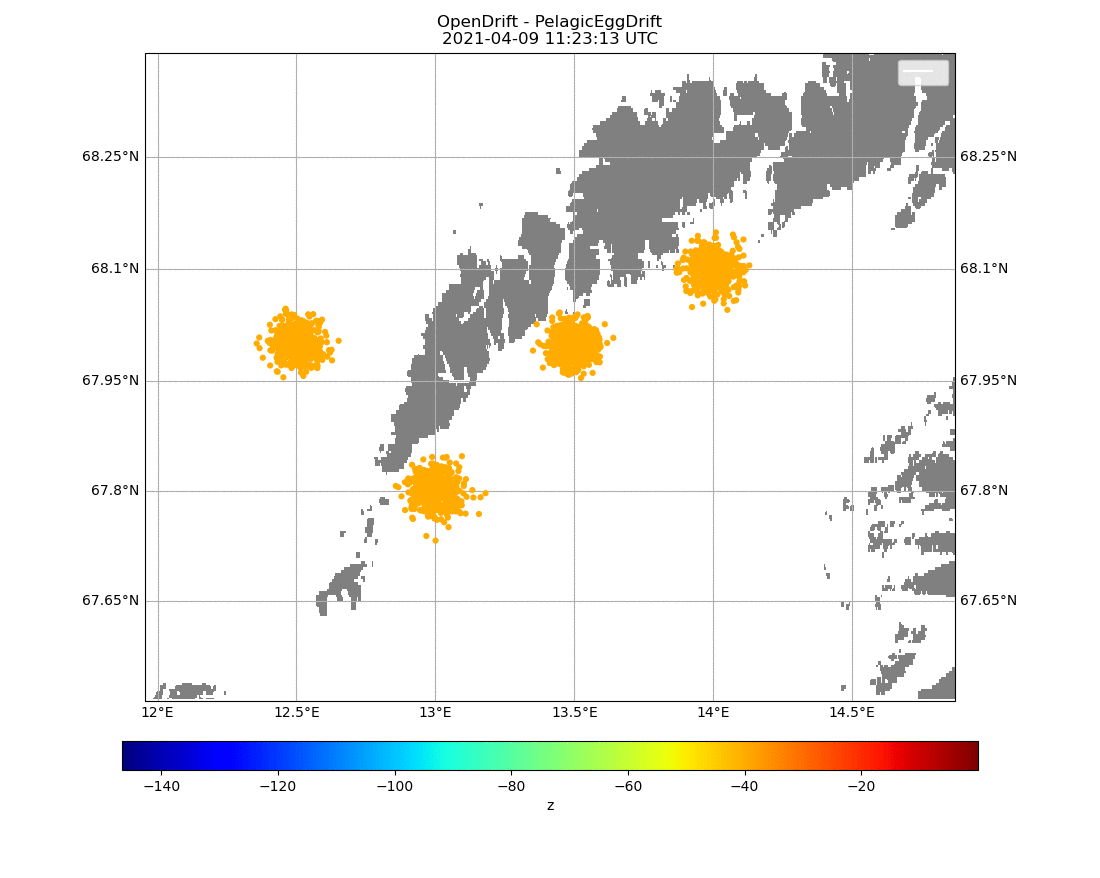 OpenDrift - PelagicEggDrift
2021-04-09 11:23:13 UTC
68.25°N 68.25°N
68.1°N 68.1°N
67.95°N 67.95°N
67.8°N 67.8°N
67.65°N 67.65°N
12°E 12.5°E 13°E 13.5°E 14°E 14.5°E
−140 −120 −100 −80 −60 −40 −20
z